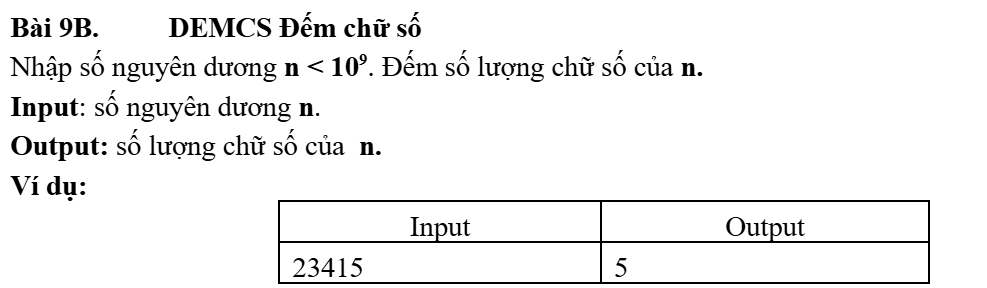 Bài 9B. DEMCS Đếm chữ số
Nhập số nguyên dương n < 10⁹. Đếm số lượng chữ số của n.
Input: số nguyên dương n.
Output: số lượng chữ số của n.
Ví dụ:
Input Output
23415 5